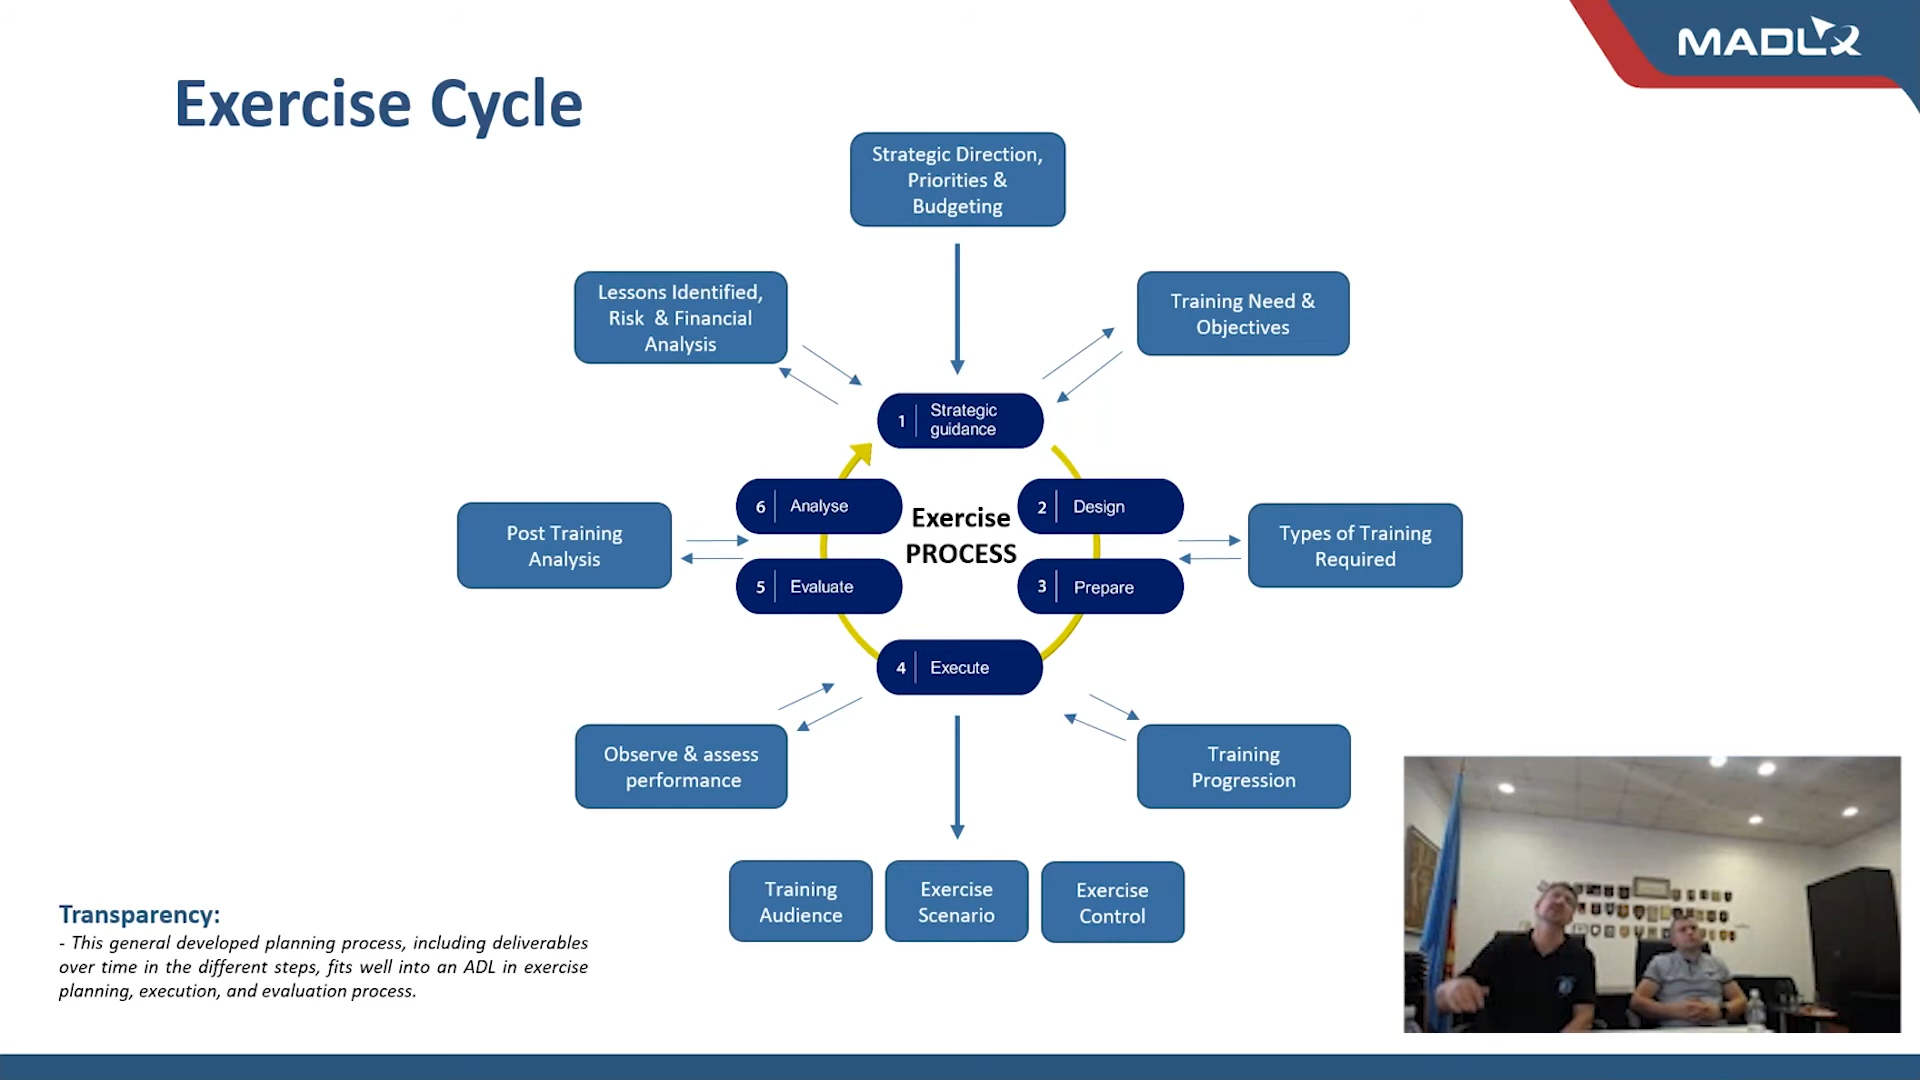 MADLx
Exercise Cycle
Strategic Direction,
Priorities &
Budgeting
Lessons Identified,
Risk & Financial
Analysis
Training Need &
Objectives
1 Strategic
guidance
6 Analyse
2 Design
Exercise
PROCESS
Post Training
Analysis
Types of Training
Required
5 Evaluate
3 Prepare
4 Execute
Observe & assess
performance
Training
Progression
Training
Audience
Exercise
Scenario
Exercise
Control
Transparency:
- This general developed planning process, including deliverables
over time in the different steps, fits well into an ADL in exercise
planning, execution, and evaluation process.